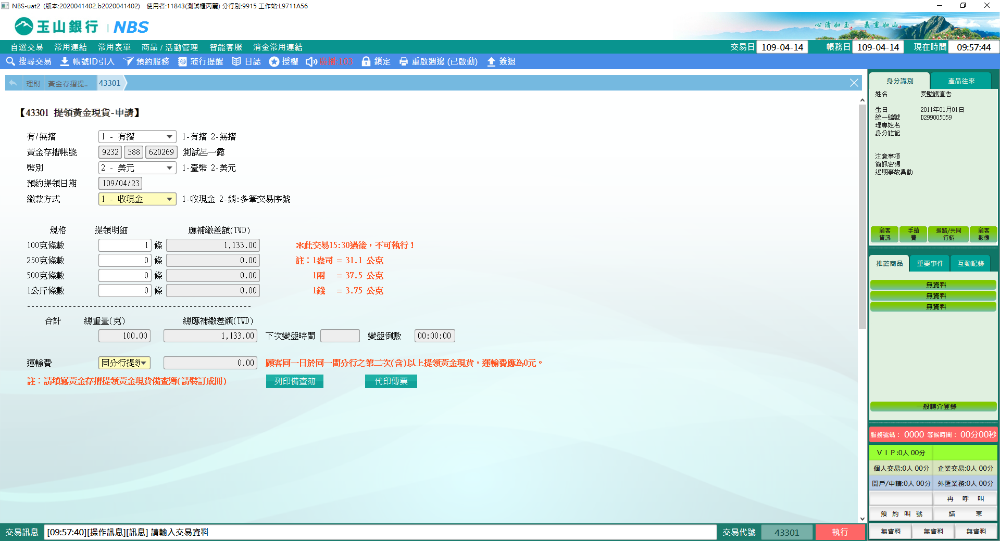 NBS-uat2 (版本:2020041402.b2020041402) 使用者:11843(測試櫃丙麗) 分行別:9915 工作站:L9711A56
玉山銀行 | NBS
心清如玉 義重如山
自選交易 常用連結 常用表單 商品 / 活動管理 智能客服 消金常用連結 交易日 109-04-14 帳務日 109-04-14 現在時間 09:57:44
搜尋交易 帳號ID引入 預約服務 蒞行提醒 日誌 授權 廣播:103 鎖定 重啟週邊 (已啟動) 簽退
理財 黃金存摺提.. 43301
【43301 提領黃金現貨-申請】
有/無摺 1 - 有摺 1-有摺 2-無摺
黃金存摺帳號 9232 588 620269 測試呂一露
幣別 2 - 美元 1-臺幣 2-美元
預約提領日期 109/04/23
繳款方式 1 - 收現金 1-收現金 2-銷:多筆交易序號
規格 提領明細 應補繳差額(TWD)
100克條數 1 條 1,133.00 ＊此交易15:30過後，不可執行！
250克條數 0 條 0.00 註：1盎司 = 31.1 公克
500克條數 0 條 0.00 1兩 = 37.5 公克
1公斤條數 0 條 0.00 1錢 = 3.75 公克
------------------------------------------------------
合計 總重量(克) 總應補繳差額(TWD)
100.00 1,133.00 下次變盤時間 變盤倒數 00:00:00
運輸費 同分行提領 0.00 顧客同一日於同一間分行之第二次(含)以上提領黃金現貨，運輸費應為0元。
註：請填寫黃金存摺提領黃金現貨備查簿(請裝訂成冊) 列印備查簿 代印傳票
交易訊息 [09:57:40][操作訊息][訊息] 請輸入交易資料 交易代號 43301 執行
身分識別 產品往來
姓名 受監護宣告
生日 2011年01月01日
統一編號 D299005059
理專姓名
身分註記
注意事項
簡訊密碼
近期事故異動
顧客資訊 手續費 通路/共同行銷 顧客影像
推薦商品 重要事件 互動記錄
無資料
無資料
無資料
一般轉介登錄
服務號碼： 0000 等候時間： 00分00秒
ＶＩＰ:0人 00分
個人交易:0人 00分 企業交易:0人 00分
開戶/申請:0人 00分 外匯業務:0人 00分
再 呼 叫
預 約 叫 號 結 束
無資料 無資料 無資料